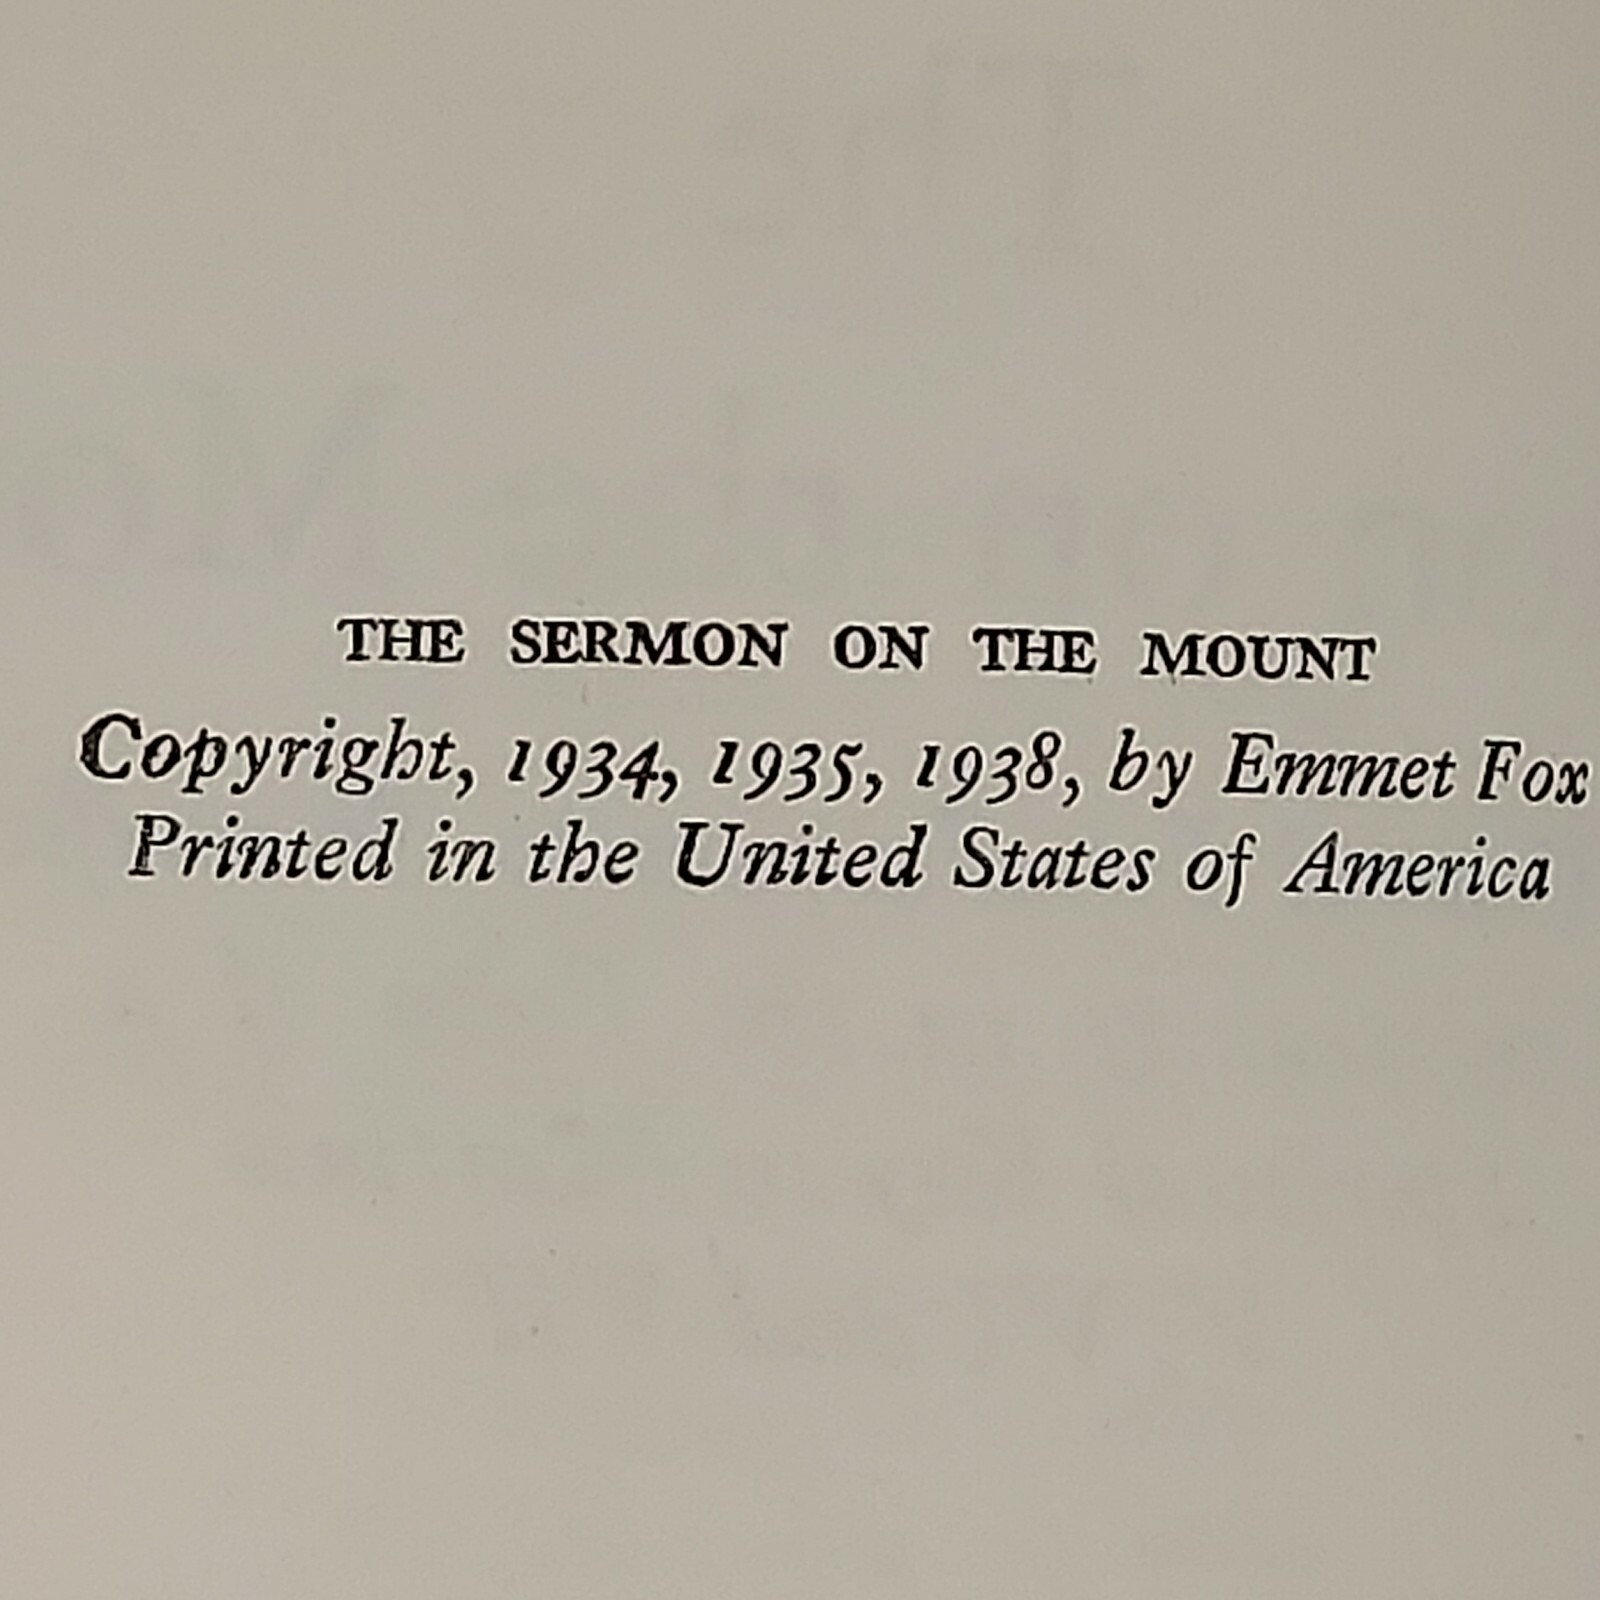 THE SERMON ON THE MOUNT
Copyright, 1934, 1935, 1938, by Emmet Fox
Printed in the United States of America